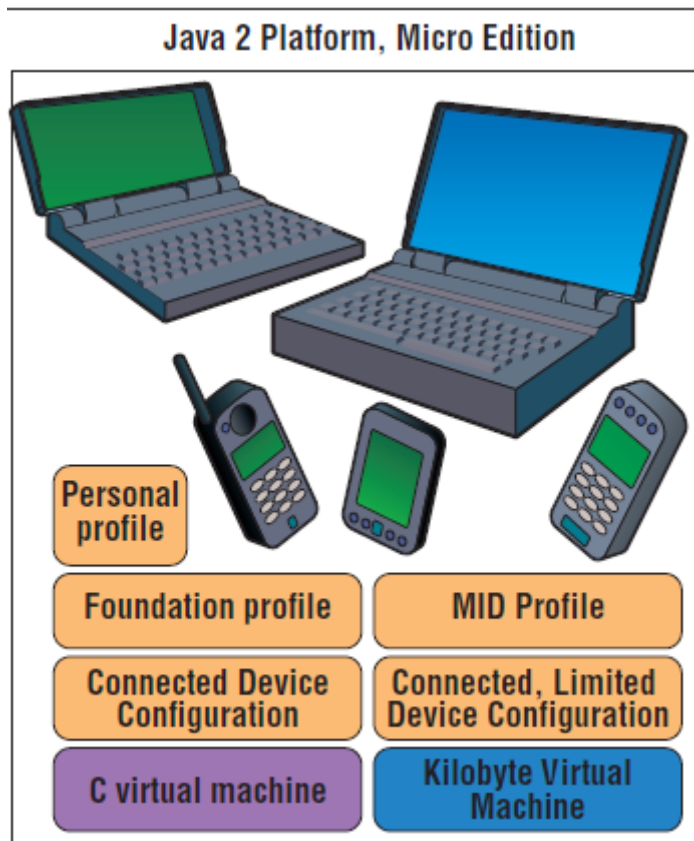 Java 2 Platform, Micro Edition
Personal
profile
Foundation profile
MID Profile
Connected Device
Configuration
Connected, Limited
Device Configuration
C virtual machine
Kilobyte Virtual
Machine